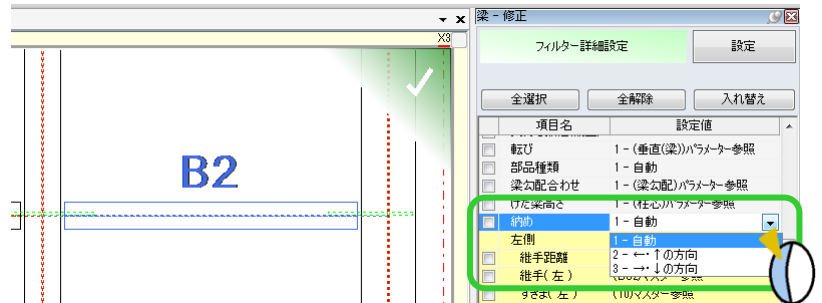 梁 - 修正
X3
フィルター詳細設定
設定
全選択
全解除
入れ替え
項目名
設定値
転び
1 - (垂直(梁))パラメーター参照
部品種類
1 - 自動
梁勾配合わせ
1 - (梁勾配)パラメーター参照
けた梁高さ
1 - (柱芯)パラメーター参照
納め
1 - 自動
左側
1 - 自動
2 - ←・↑の方向
3 - →・↓の方向
継手距離
継手( 左 )
すきま( 左 )
(10)マスター参照
B2